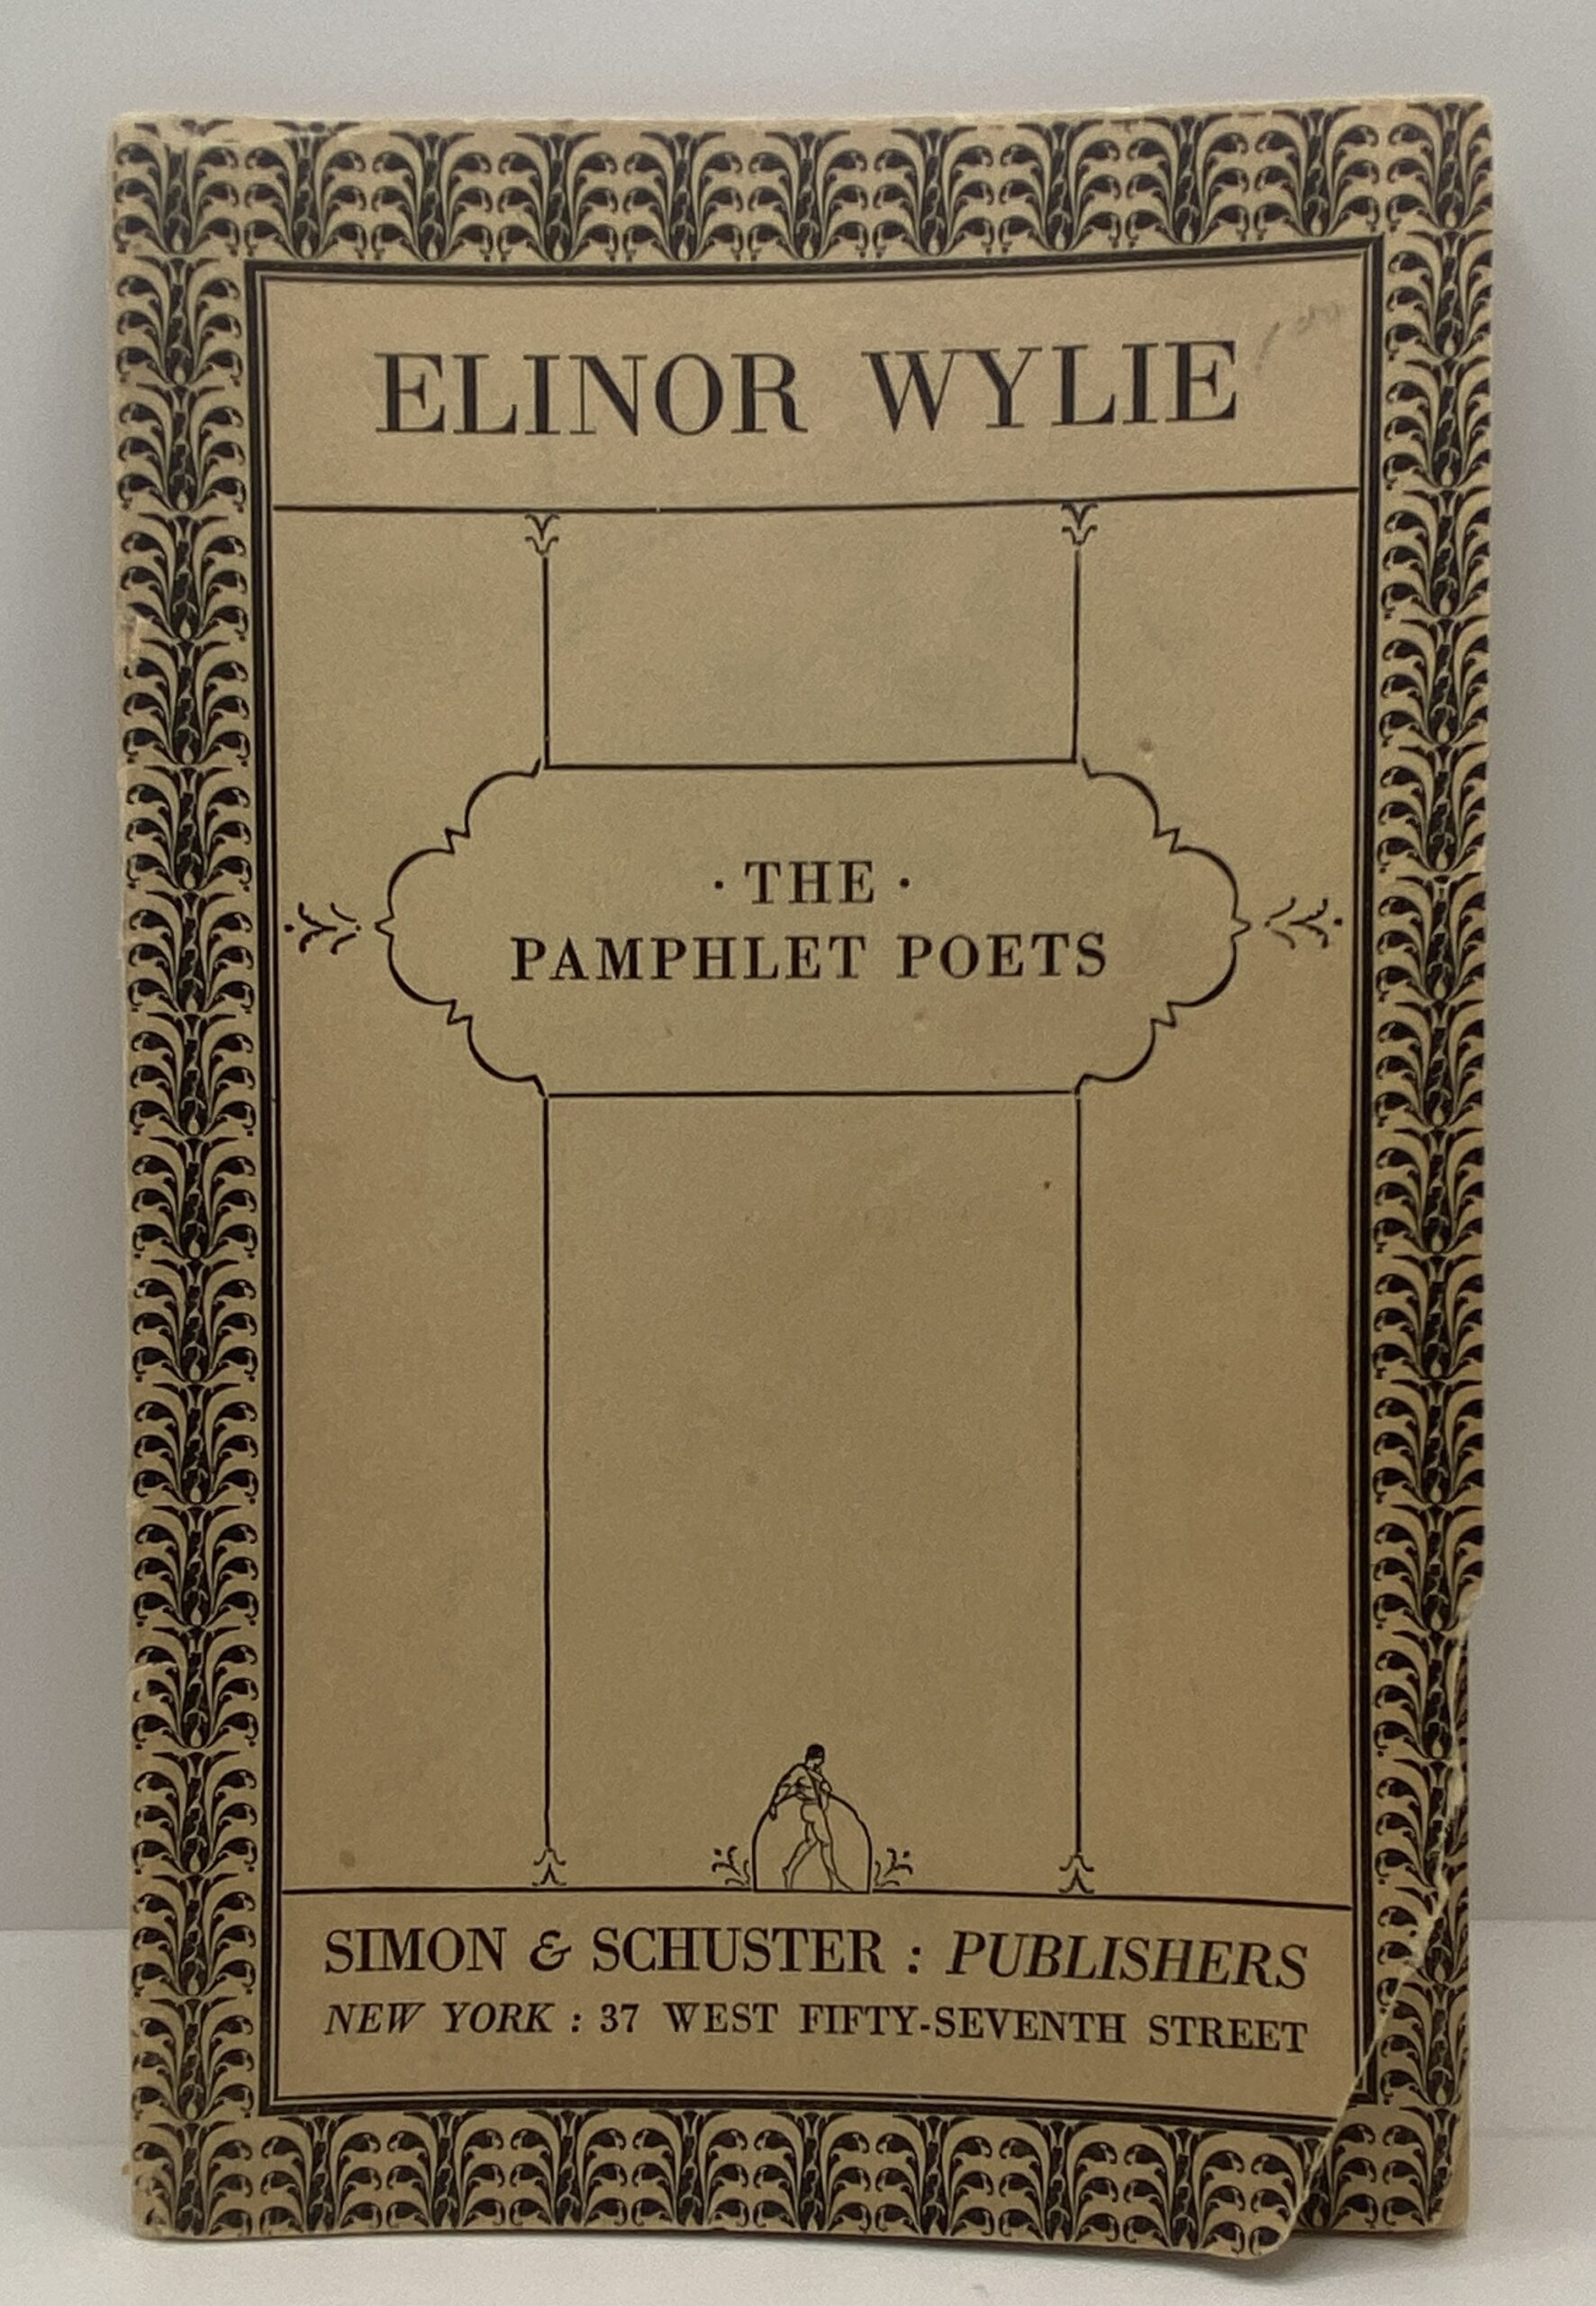 ELINOR WYLIE
· THE ·
PAMPHLET POETS
SIMON & SCHUSTER : PUBLISHERS
NEW YORK : 37 WEST FIFTY-SEVENTH STREET